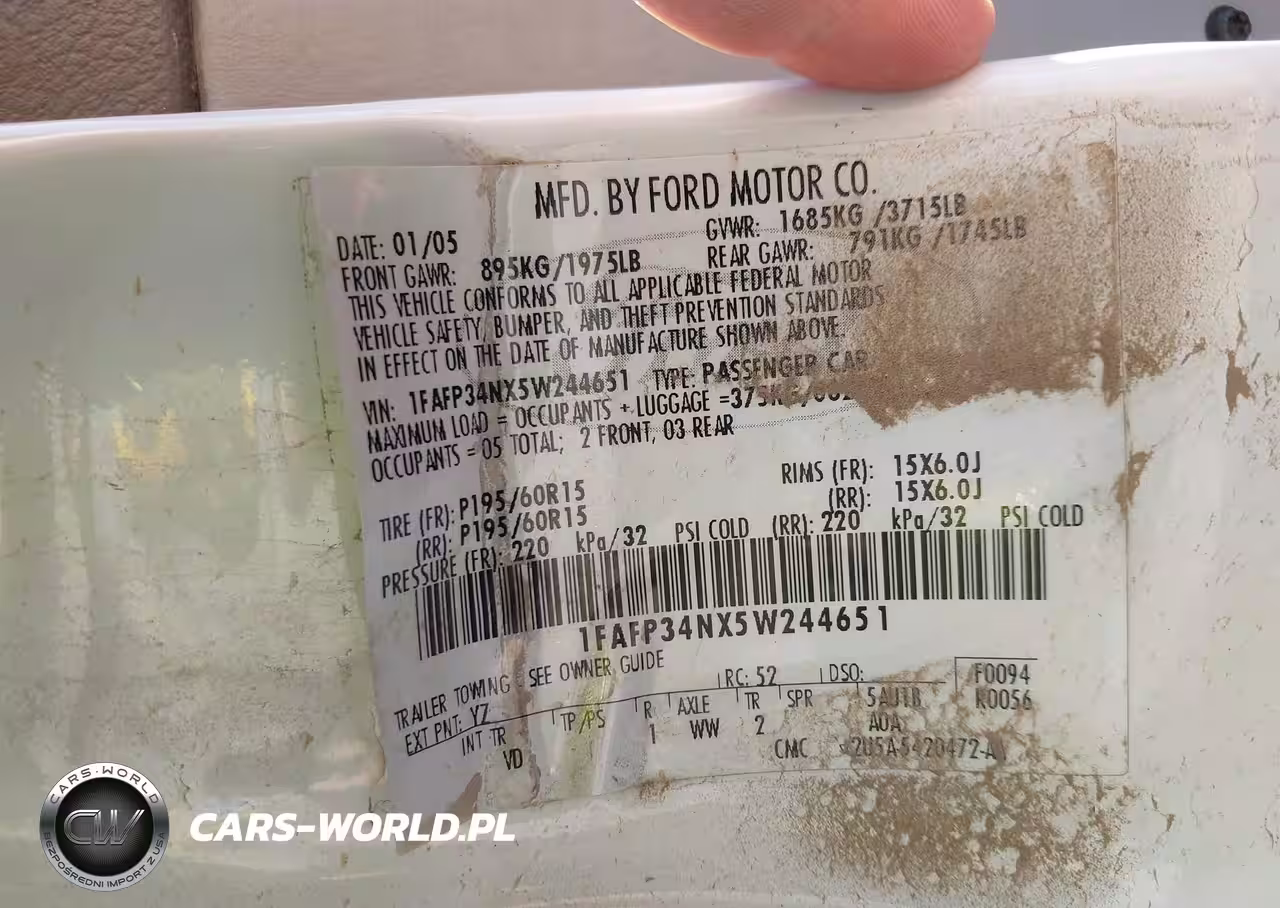 MFD. BY FORD MOTOR CO.
DATE: 01/05 GVWR: 1685KG /3715LB
FRONT GAWR: 895KG/1975LB REAR GAWR: 791KG /1745LB
THIS VEHICLE CONFORMS TO ALL APPLICABLE FEDERAL MOTOR
VEHICLE SAFETY, BUMPER, AND THEFT PREVENTION STANDARDS
IN EFFECT ON THE DATE OF MANUFACTURE SHOWN ABOVE.
VIN: 1FAFP34NX5W244651 TYPE: PASSENGER CAR
MAXIMUM LOAD = OCCUPANTS + LUGGAGE =
OCCUPANTS = 05 TOTAL; 2 FRONT, 03 REAR
TIRE (FR): P195/60R15 RIMS (FR): 15X6.0J
(RR): P195/60R15 (RR): 15X6.0J
PRESSURE (FR): 220 kPa/32 PSI COLD (RR): 220 kPa/32 PSI COLD
1FAFP34NX5W244651
TRAILER TOWING - SEE OWNER GUIDE
EXT PNT: YZ RC: 52 DSO: F0094
INT TR TP/PS R AXLE TR SPR R0056
VD 1 WW 2
CMC
CARS-WORLD
CW
BEZPOŚREDNI IMPORT Z USA
CARS-WORLD.PL